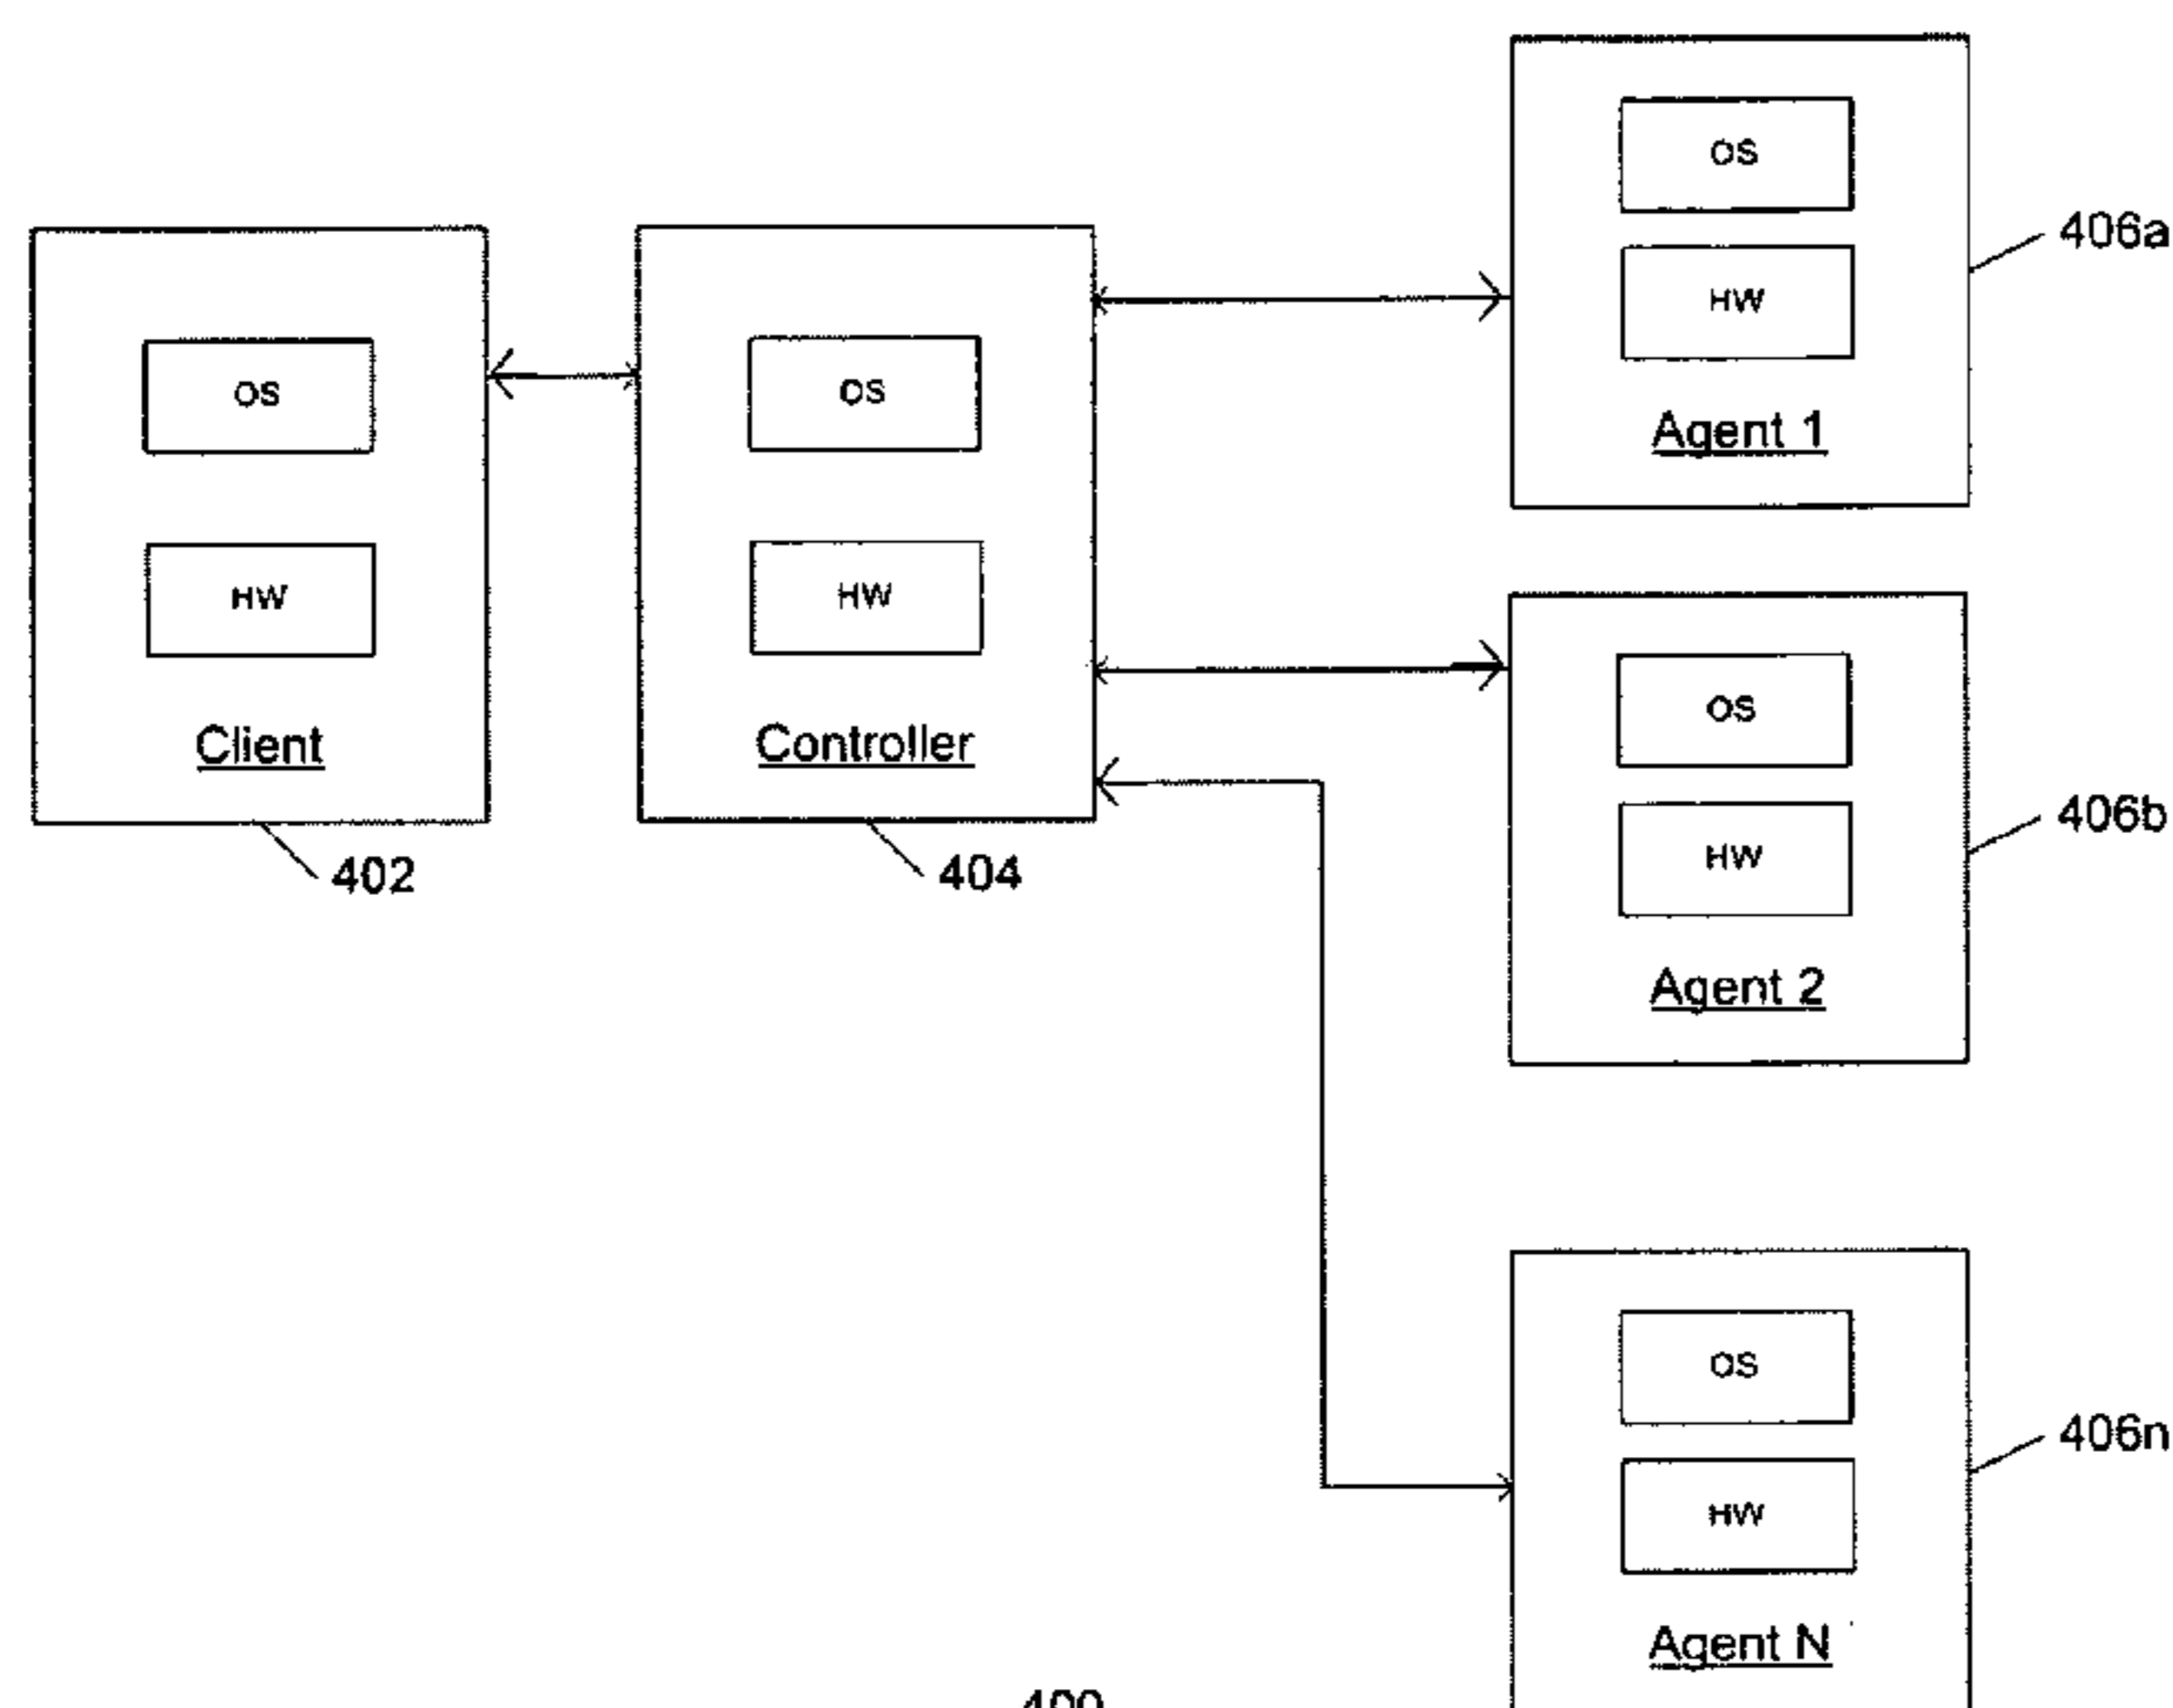 OS
HW
Client
402
OS
HW
Controller
404
OS
HW
Agent 1
406a
OS
HW
Agent 2
406b
OS
HW
Agent N
406n